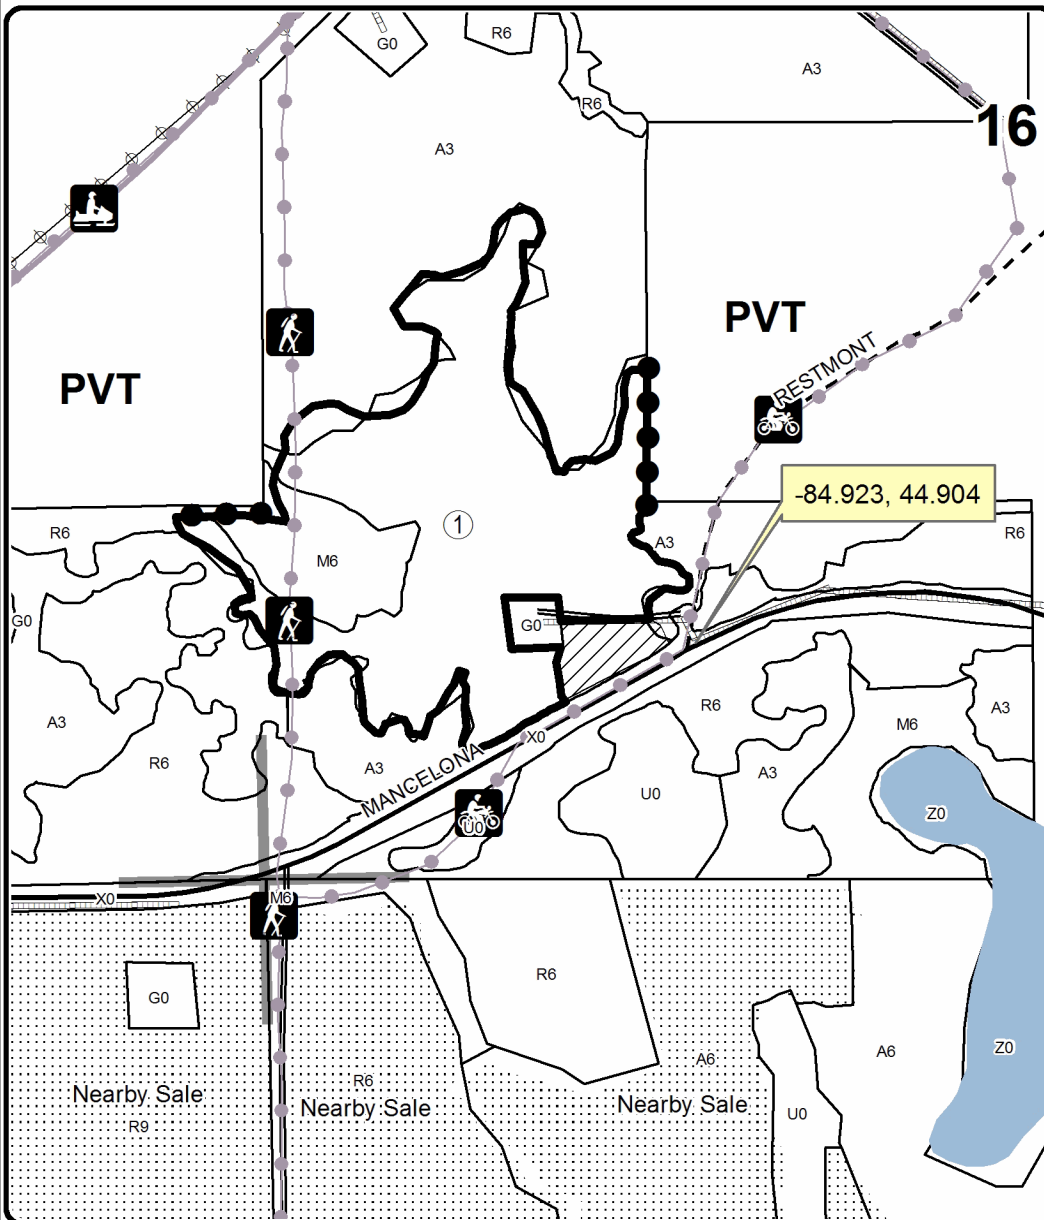 G0
R6
A3
16
R6
A3
PVT
RESTMONT
PVT
-84.923, 44.904
R6
1
A3
R6
M6
G0
G0
R6
A3
M6
A3
X0
R6
A3
A3
MANCELONA
U0
Z0
U0
X0
M6
R6
G0
A6
A6
Z0
R6
Nearby Sale
Nearby Sale
Nearby Sale
R9
U0